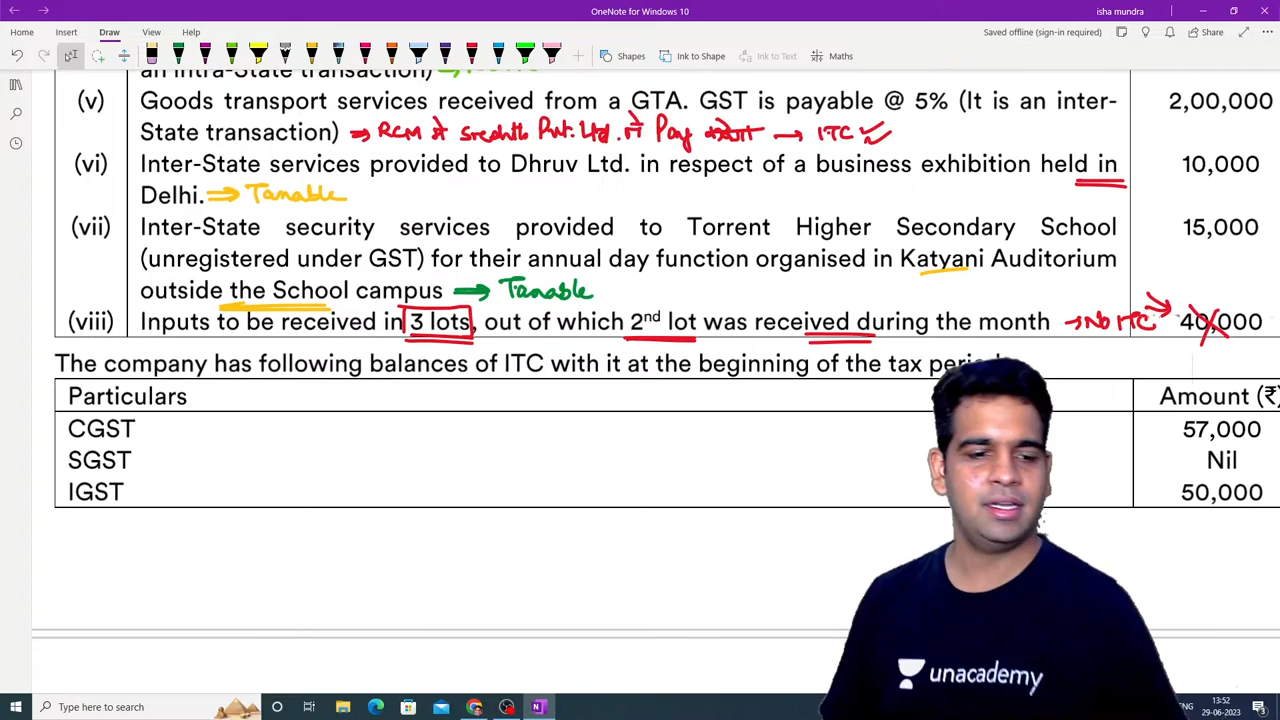 OneNote for Windows 10
isha mundra
Home Insert Draw View Help
Saved offline (sign-in required) Share
Shapes Ink to Shape Ink to Text Maths
an intra-State transaction)
(v) Goods transport services received from a GTA. GST is payable @ 5% (It is an inter- 2,00,000
State transaction) RCM Pvt. Ltd. Pay → ITC
(vi) Inter-State services provided to Dhruv Ltd. in respect of a business exhibition held in 10,000
Delhi. ⇒ Taxable
(vii) Inter-State security services provided to Torrent Higher Secondary School 15,000
(unregistered under GST) for their annual day function organised in Katyani Auditorium
outside the School campus → Taxable
(viii) Inputs to be received in 3 lots, out of which 2nd lot was received during the month → No ITC 40,000
The company has following balances of ITC with it at the beginning of the tax
Particulars Amount (₹
CGST 57,000
SGST Nil
IGST 50,000
unacademy
Type here to search
ENG 13:52
29-06-2023